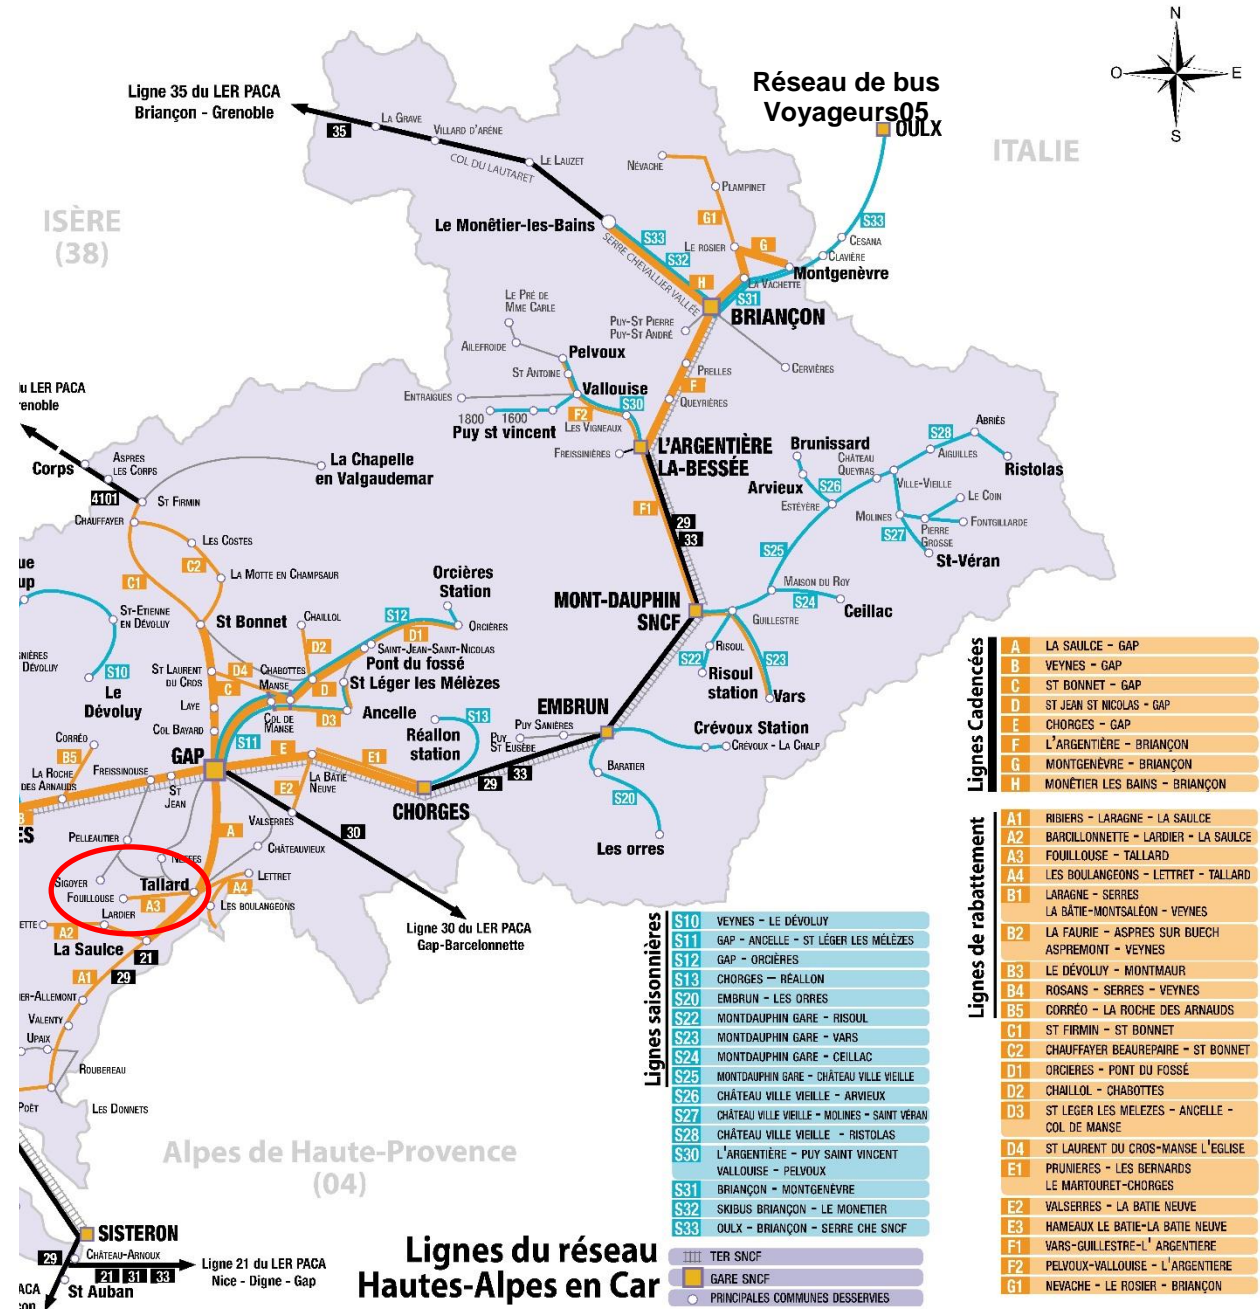 N
O
E
S
Réseau de bus
Voyageurs05
OULX
ITALIE
Ligne 35 du LER PACA
Briançon - Grenoble
35
LA GRAVE
VILLARD D'ARÈNE
COL DU LAUTARET
LE LAUZET
ISÈRE
(38)
Le Monêtier-les-Bains
SERRE CHEVALLIER VALLÉE
S33
S32
H
NÉVACHE
PLAMPINET
G1
LE ROSIER
G
S33
CESANA
CLAVIÈRE
Montgenèvre
LA VACHETTE
S31
BRIANÇON
PUY-ST PIERRE
PUY-ST ANDRÉ
CERVIÈRES
PRELLES
F
QUEYRIÈRES
LE PRÉ DE
MME CARLE
AILEFROIDE
Pelvoux
ST ANTOINE
Vallouise
ENTRAIGUES
S30
F2
1800
1600
LES VIGNEAUX
Puy st vincent
FREISSINIÈRES
L'ARGENTIÈRE
LA-BESSÉE
lu LER PACA
renoble
Corps
ASPRES
LES CORPS
4101
ST FIRMIN
CHAUFFAYER
La Chapelle
en Valgaudemar
LES COSTES
C2
C1
LA MOTTE EN CHAMPSAUR
F1
29
33
Brunissard
Arvieux
CHÂTEAU
QUEYRAS
S26
ESTÉYÈRE
S28
ABRIÈS
AIGUILLES
Ristolas
VILLE-VIEILLE
LE COIN
MOLINES
PIERRE
GROSSE
FONTGILLARDE
S27
St-Véran
S25
MAISON DU ROY
S24
Ceillac
MONT-DAUPHIN
SNCF
GUILLESTRE
RISOUL
S22
Risoul
station
S23
Vars
ue
up
ST-ETIENNE
EN DÉVOLUY
SNIÈRES
DÉVOLUY
S10
Le
Dévoluy
St Bonnet
CHAILLOL
D2
Orcières
Station
S12
D1
ORCIÈRES
SAINT-JEAN-SAINT-NICOLAS
ST LAURENT
DU CROS
D4
CHABOTTES
MANSE
Pont du fossé
St Léger les Mélèzes
C
D
D3
LAYE
COL DE
MANSE
Ancelle
COL BAYARD
S11
S13
Réallon
station
EMBRUN
PUY SANIÈRES
PUY
ST EUSÈBE
Crévoux Station
CRÉVOUX - LA CHALP
BARATIER
S20
Les orres
CORRÉO
B5
LA ROCHE
DES ARNAUDS
FREISSINOUSE
GAP
E
E1
LA BÂTIE
NEUVE
E2
CHORGES
29
33
ES
ST
JEAN
A
VALSERRES
30
PELLEAUTIER
NEFFES
CHÂTEAUVIEUX
SIGOYER
FOUILLOUSE
Tallard
A3
A4
LETTRET
LES BOULANGEONS
LARDIER
ETTE
A2
La Saulce
21
29
A1
IER-ALLEMONT
VALENTY
UPAIX
ROUBEREAU
POËT
LES DONNETS
Ligne 30 du LER PACA
Gap-Barcelonnette
Alpes de Haute-Provence
(04)
SISTERON
29
CHÂTEAU-ARNOUX
21
31
33
Ligne 21 du LER PACA
Nice - Digne - Gap
St Auban
ACA
Lignes du réseau
Hautes-Alpes en Car
Lignes saisonnières
S10 VEYNES - LE DÉVOLUY
S11 GAP - ANCELLE - ST LÉGER LES MÉLÈZES
S12 GAP - ORCIÈRES
S13 CHORGES – RÉALLON
S20 EMBRUN - LES ORRES
S22 MONTDAUPHIN GARE - RISOUL
S23 MONTDAUPHIN GARE - VARS
S24 MONTDAUPHIN GARE - CEILLAC
S25 MONTDAUPHIN GARE - CHÂTEAU VILLE VIEILLE
S26 CHÂTEAU VILLE VIEILLE - ARVIEUX
S27 CHÂTEAU VILLE VIEILLE - MOLINES - SAINT VÉRAN
S28 CHÂTEAU VILLE VIEILLE - RISTOLAS
S30 L'ARGENTIÈRE - PUY SAINT VINCENT
VALLOUISE - PELVOUX
S31 BRIANÇON - MONTGENÈVRE
S32 SKIBUS BRIANÇON - LE MONETIER
S33 OULX - BRIANÇON - SERRE CHE SNCF
TER SNCF
GARE SNCF
PRINCIPALES COMMUNES DESSERVIES
Lignes Cadencées
A LA SAULCE - GAP
B VEYNES - GAP
C ST BONNET - GAP
D ST JEAN ST NICOLAS - GAP
E CHORGES - GAP
F L'ARGENTIÈRE - BRIANÇON
G MONTGENÈVRE - BRIANÇON
H MONÊTIER LES BAINS - BRIANÇON
Lignes de rabattement
A1 RIBIERS - LARAGNE - LA SAULCE
A2 BARCILLONNETTE - LARDIER - LA SAULCE
A3 FOUILLOUSE - TALLARD
A4 LES BOULANGEONS - LETTRET - TALLARD
B1 LARAGNE - SERRES
LA BÂTIE-MONTSALÉON - VEYNES
B2 LA FAURIE - ASPRES SUR BUECH
ASPREMONT - VEYNES
B3 LE DÉVOLUY - MONTMAUR
B4 ROSANS - SERRES - VEYNES
B5 CORRÉO - LA ROCHE DES ARNAUDS
C1 ST FIRMIN - ST BONNET
C2 CHAUFFAYER BEAUREPAIRE - ST BONNET
D1 ORCIERES - PONT DU FOSSÉ
D2 CHAILLOL - CHABOTTES
D3 ST LEGER LES MELEZES - ANCELLE -
COL DE MANSE
D4 ST LAURENT DU CROS-MANSE L'EGLISE
E1 PRUNIERES - LES BERNARDS
LE MARTOURET-CHORGES
E2 VALSERRES - LA BATIE NEUVE
E3 HAMEAUX LE BATIE-LA BATIE NEUVE
F1 VARS-GUILLESTRE-L' ARGENTIERE
F2 PELVOUX-VALLOUISE - L'ARGENTIERE
G1 NEVACHE - LE ROSIER - BRIANÇON